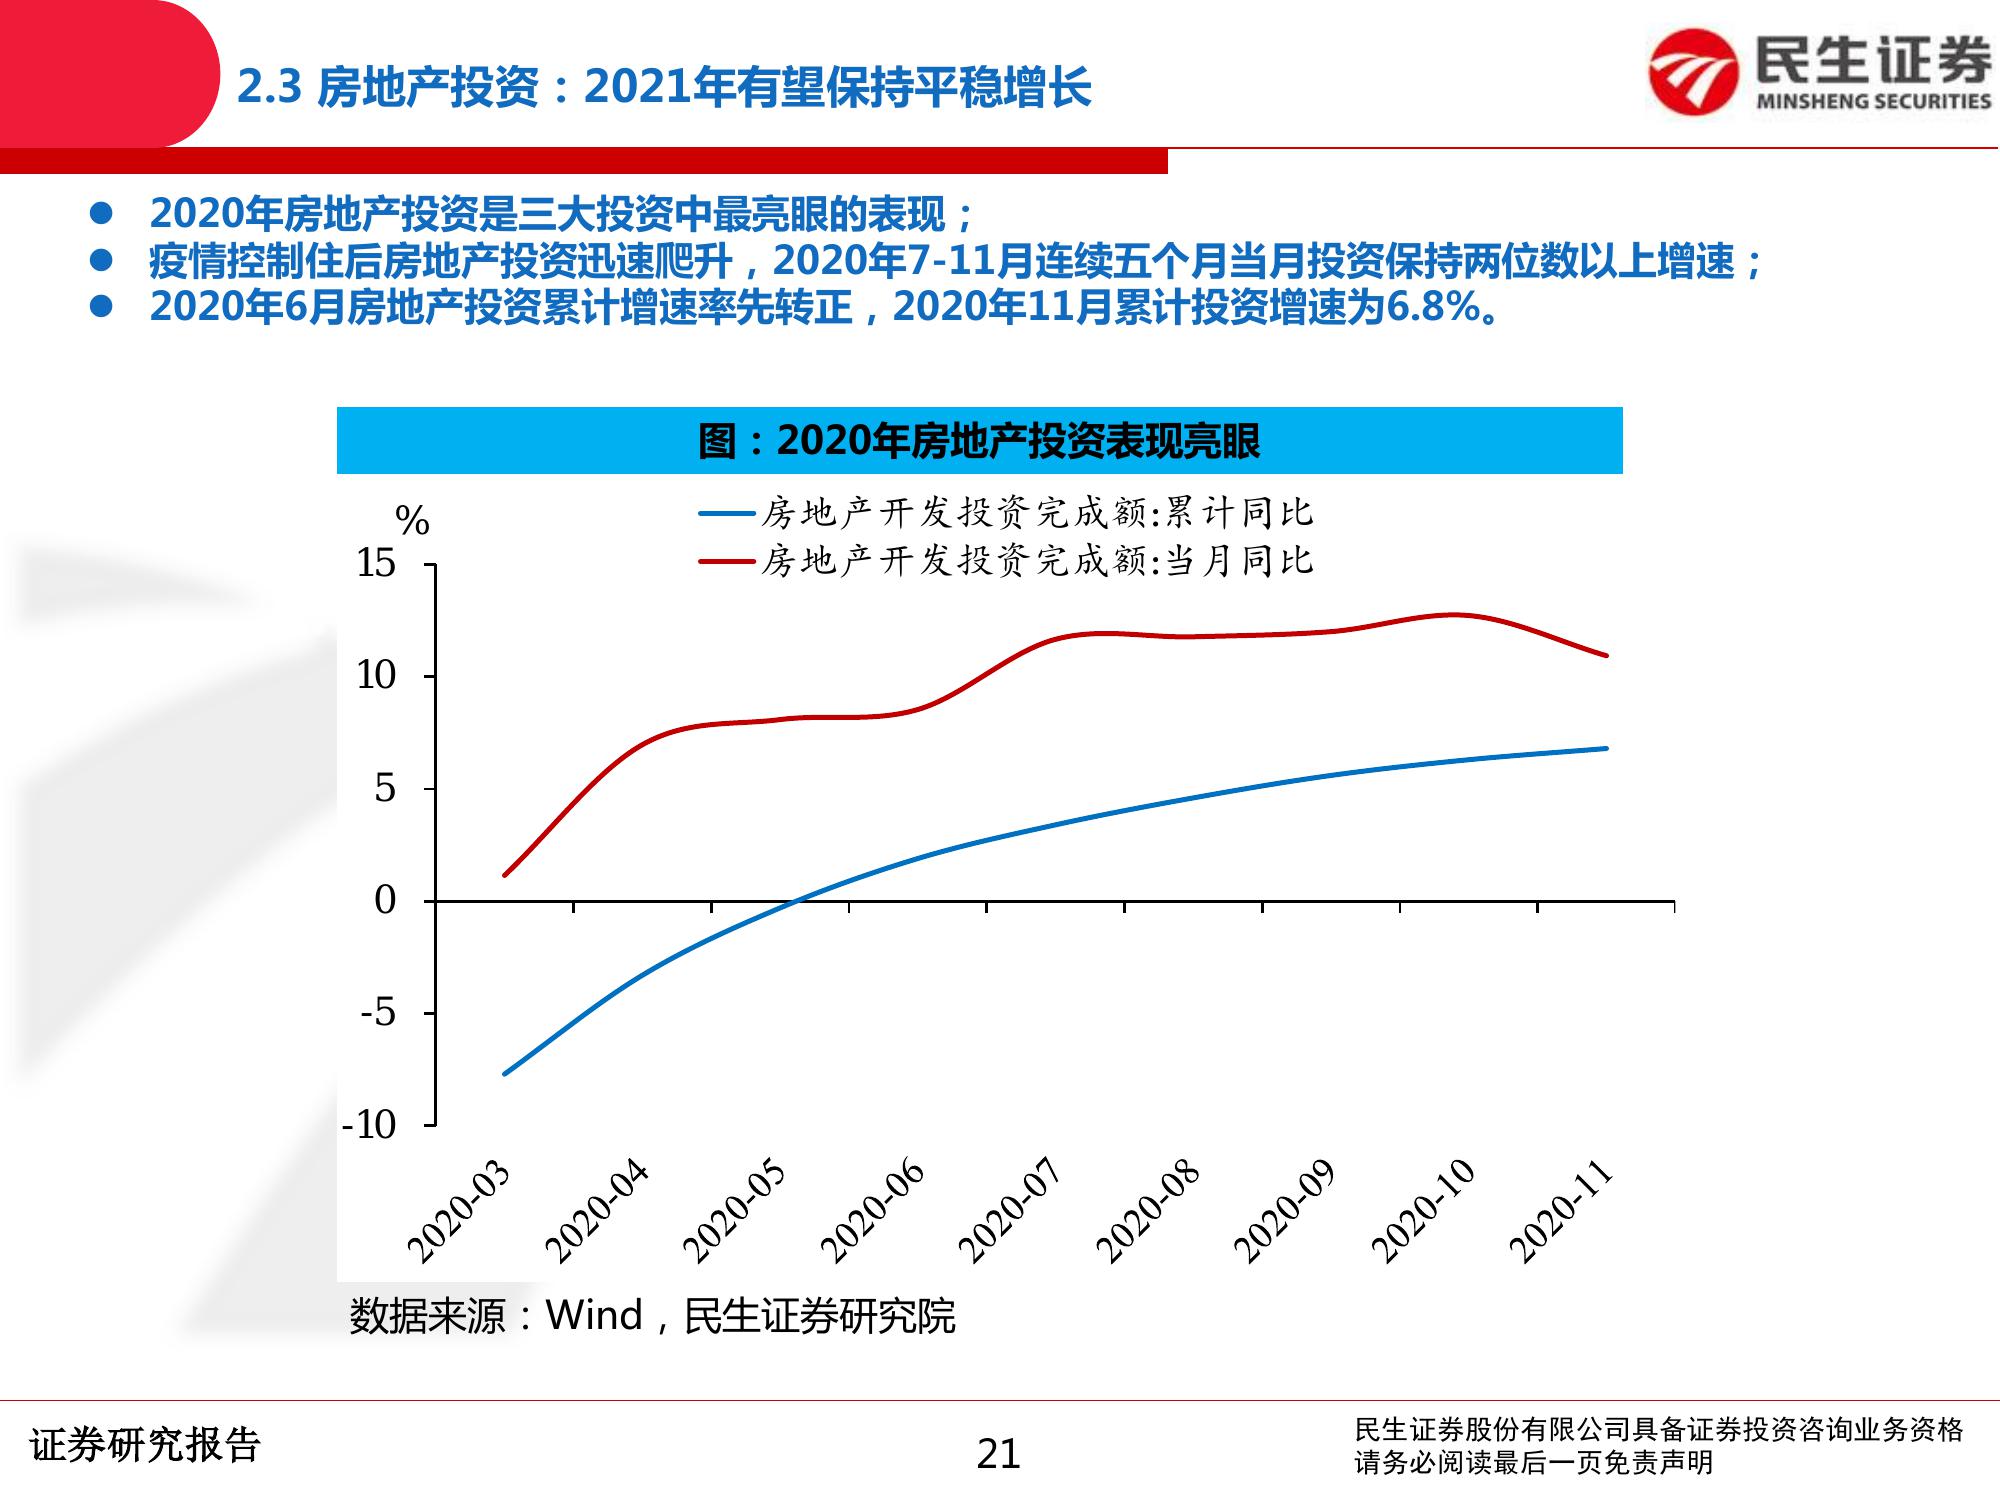 2.3 房地产投资：2021年有望保持平稳增长
民生证券
MINSHENG SECURITIES
● 2020年房地产投资是三大投资中最亮眼的表现；
● 疫情控制住后房地产投资迅速爬升，2020年7-11月连续五个月当月投资保持两位数以上增速；
● 2020年6月房地产投资累计增速率先转正，2020年11月累计投资增速为6.8%。
图：2020年房地产投资表现亮眼
%
房地产开发投资完成额:累计同比
房地产开发投资完成额:当月同比
15
10
5
0
-5
-10
2020-03
2020-04
2020-05
2020-06
2020-07
2020-08
2020-09
2020-10
2020-11
数据来源：Wind，民生证券研究院
证券研究报告
21
民生证券股份有限公司具备证券投资咨询业务资格
请务必阅读最后一页免责声明